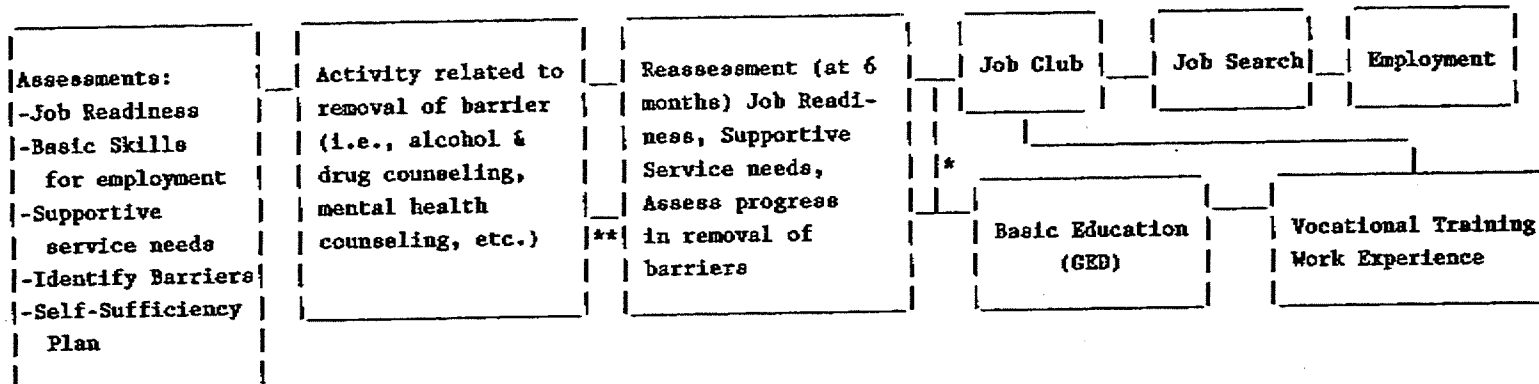 Assessments:
-Job Readiness
-Basic Skills
for employment
-Supportive
service needs
-Identify Barriers
-Self-Sufficiency
Plan
Activity related to
removal of barrier
(i.e., alcohol &
drug counseling,
mental health
counseling, etc.)
**
Reassessment (at 6
months) Job Readi-
ness, Supportive
Service needs,
Assess progress
in removal of
barriers
*
Job Club
Job Search
Employment
Basic Education
(GED)
Vocational Training
Work Experience